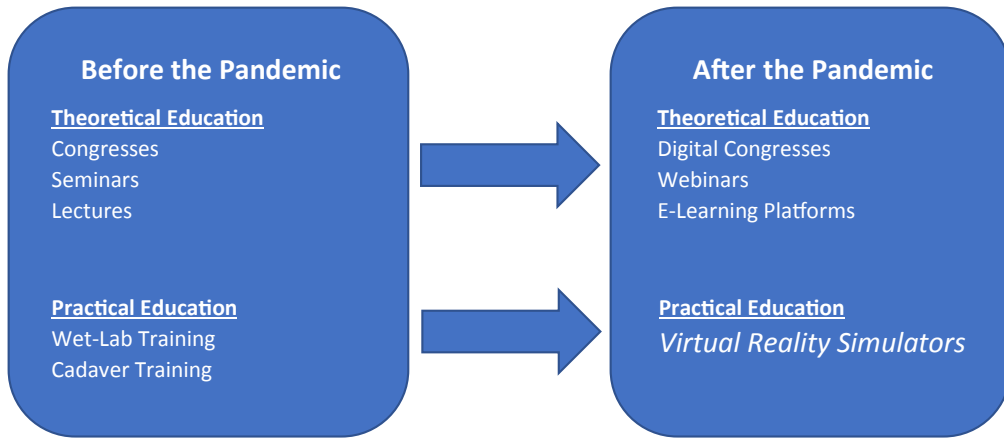 Before the Pandemic
Theoretical Education
Congresses
Seminars
Lectures
Practical Education
Wet-Lab Training
Cadaver Training
After the Pandemic
Theoretical Education
Digital Congresses
Webinars
E-Learning Platforms
Practical Education
Virtual Reality Simulators